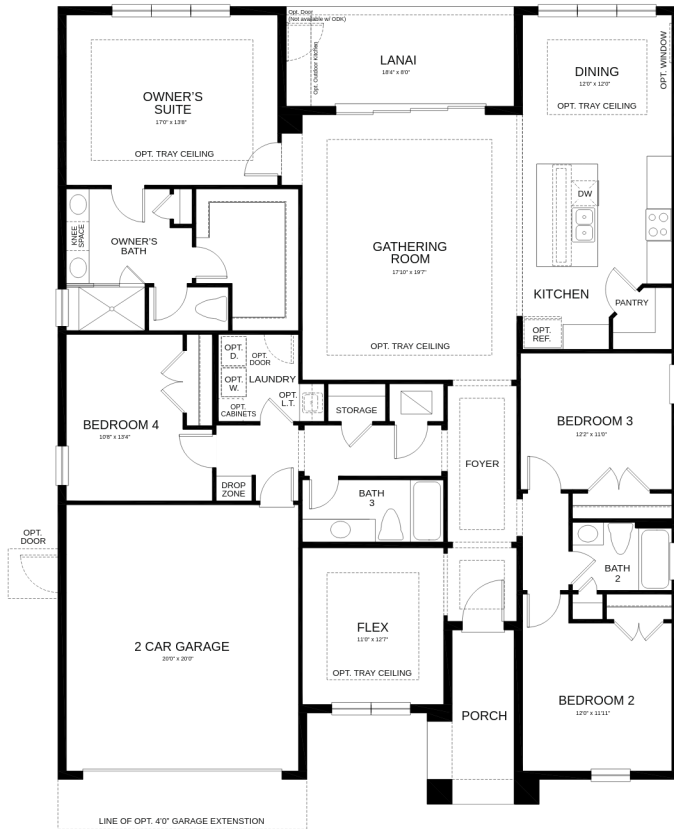 Opt. Door
(Not available w/ ODK)
Opt. Outdoor Kitchen
LANAI
18'4" x 8'0"
OWNER'S
SUITE
17'0" x 13'8"
OPT. TRAY CEILING
DINING
12'0" x 12'0"
OPT. TRAY CEILING
OPT. WINDOW
DW
KNEE
SPACE
OWNER'S
BATH
GATHERING
ROOM
17'10" x 19'7"
OPT. TRAY CEILING
KITCHEN
PANTRY
OPT.
REF.
OPT.
D.
OPT.
W.
OPT.
DOOR
LAUNDRY
OPT.
L.T.
OPT.
CABINETS
STORAGE
BEDROOM 4
10'8" x 13'4"
BEDROOM 3
12'2" x 11'0"
FOYER
DROP
ZONE
BATH
3
OPT.
DOOR
BATH
2
FLEX
11'0" x 12'7"
OPT. TRAY CEILING
2 CAR GARAGE
20'0" x 20'0"
BEDROOM 2
12'0" x 11'11"
PORCH
LINE OF OPT. 4'0" GARAGE EXTENSTION